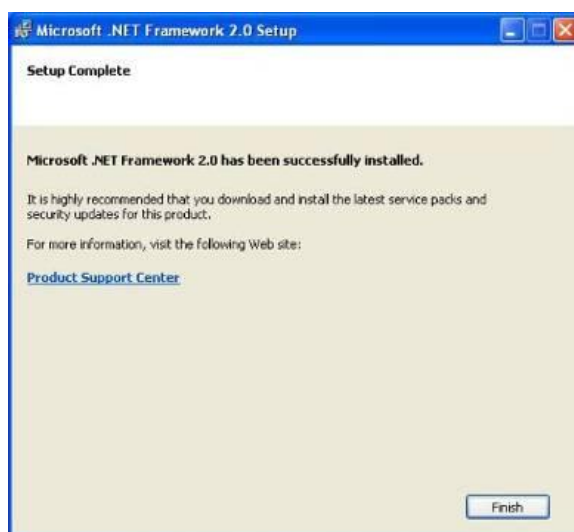 Microsoft .NET Framework 2.0 Setup
Setup Complete
Microsoft .NET Framework 2.0 has been successfully installed.
It is highly recommended that you download and install the latest service packs and
security updates for this product.
For more information, visit the following Web site:
Product Support Center
Finish